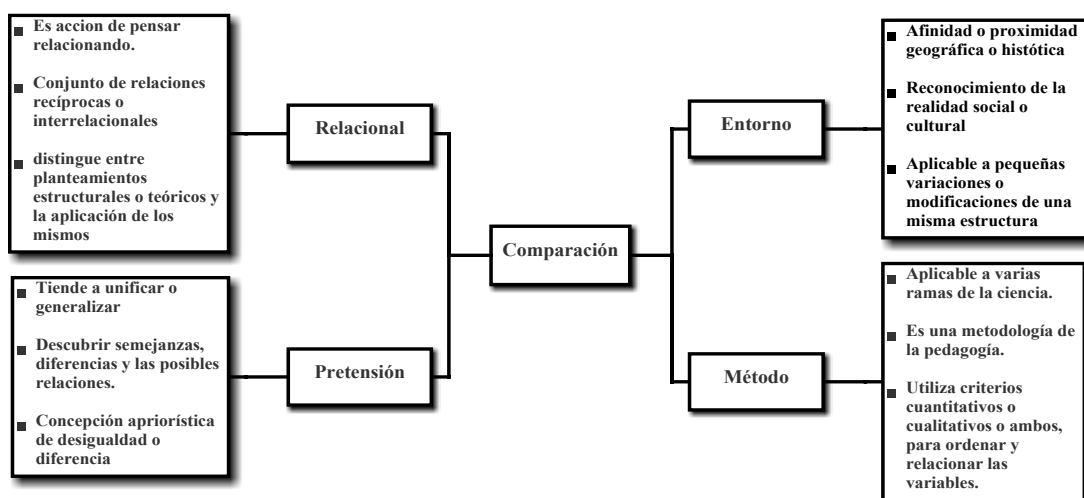 Es accion de pensar
relacionando.
Conjunto de relaciones
recíprocas o
interrelacionales
distingue entre
planteamientos
estructurales o teóricos y
la aplicación de los
mismos
Relacional
Tiende a unificar o
generalizar
Descubrir semejanzas,
diferencias y las posibles
relaciones.
Concepción apriorística
de desigualdad o
diferencia
Pretensión
Comparación
Entorno
Afinidad o proximidad
geográfica o histótica
Reconocimiento de la
realidad social o
cultural
Aplicable a pequeñas
variaciones o
modificaciones de una
misma estructura
Método
Aplicable a varias
ramas de la ciencia.
Es una metodología de
la pedagogía.
Utiliza criterios
cuantitativos o
cualitativos o ambos,
para ordenar y
relacionar las
variables.